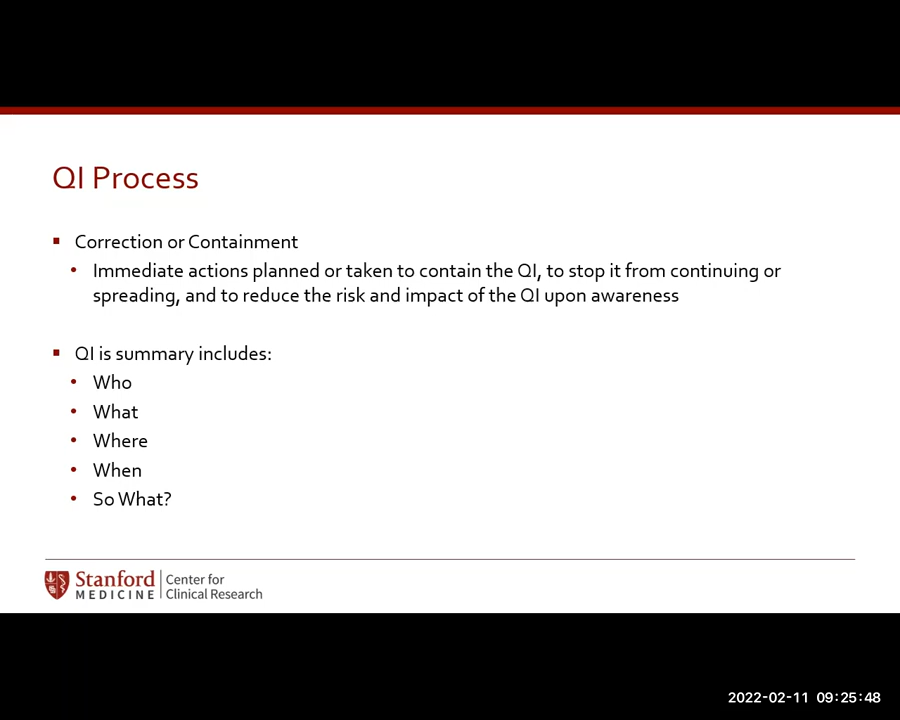 QI Process
Correction or Containment
Immediate actions planned or taken to contain the QI, to stop it from continuing or
spreading, and to reduce the risk and impact of the QI upon awareness
QI is summary includes:
Who
What
Where
When
So What?
Stanford MEDICINE
Center for
Clinical Research
2022-02-11 09:25:48